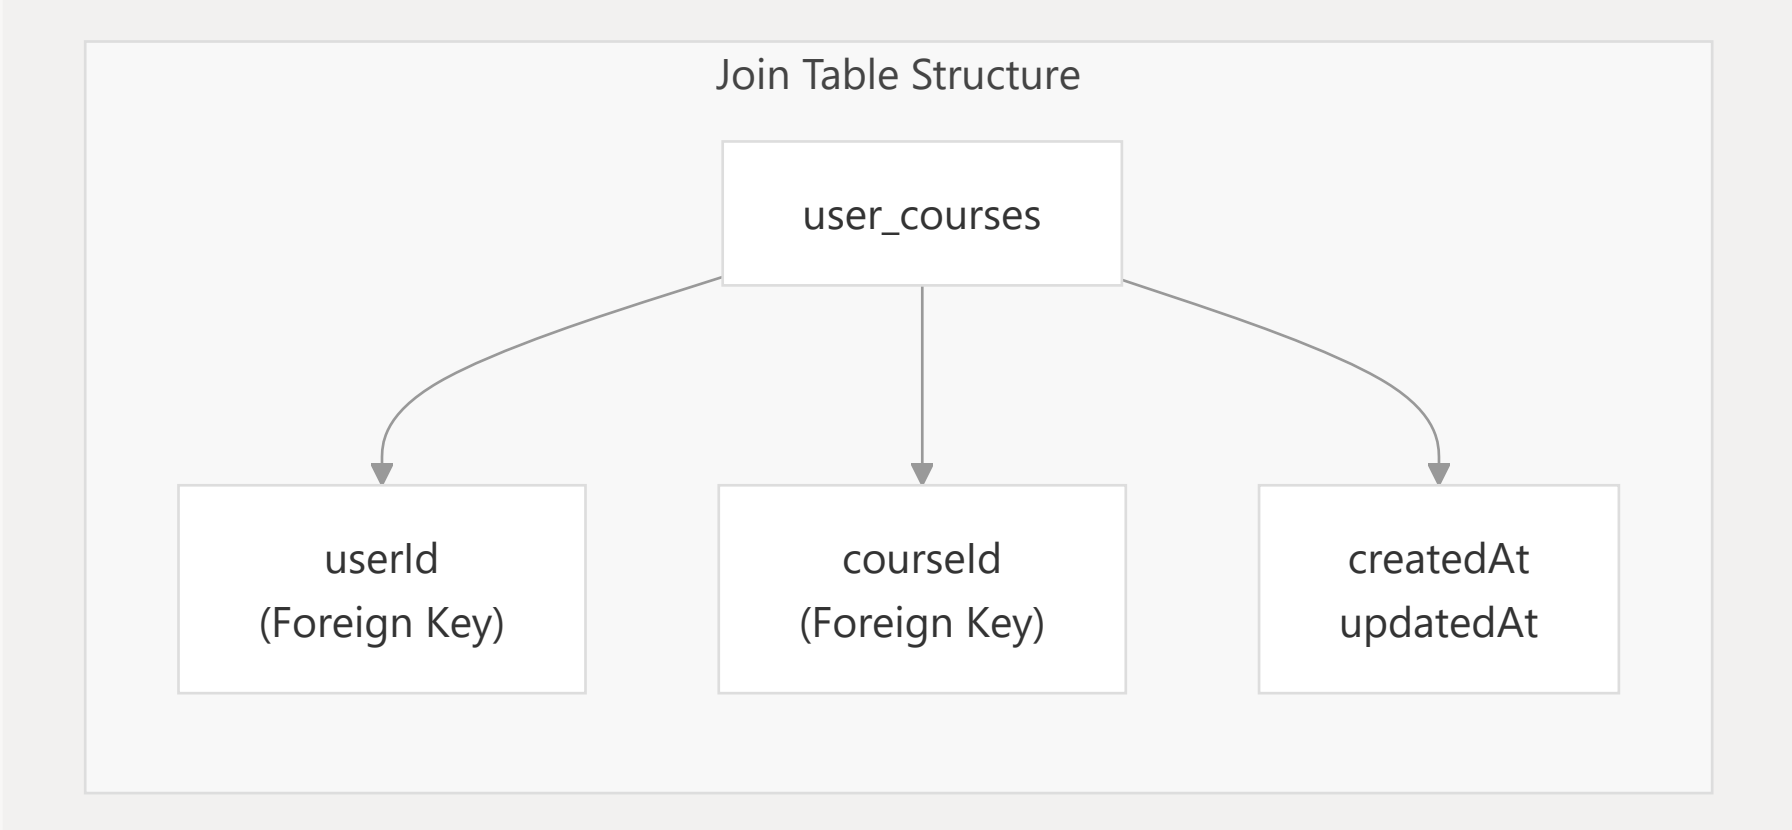 Join Table Structure
user_courses
userId
(Foreign Key)
courseId
(Foreign Key)
createdAt
updatedAt